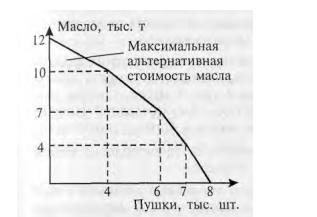 Масло, тыс. т
12
Максимальная
альтернативная
стоимость масла
10
7
4
4 6 7 8
Пушки, тыс. шт.